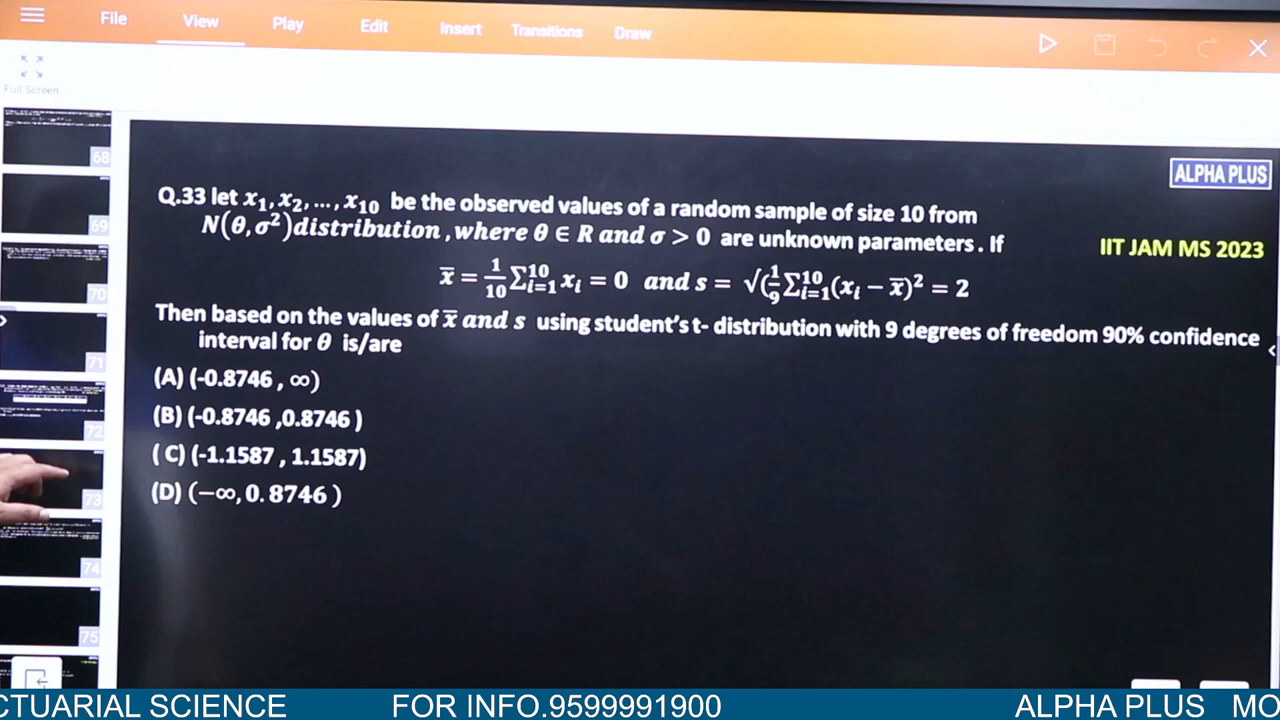 File View Play Edit Insert Transitions Draw
Full Screen
68
69
70
71
72
73
74
75
ALPHA PLUS
Q.33 let x₁, x₂, ..., x₁₀ be the observed values of a random sample of size 10 from
N(θ, σ²)distribution ,where θ ∈ R and σ > 0 are unknown parameters. If
IIT JAM MS 2023
x̅ = 1/10 Σ¹⁰ᵢ₌₁ xᵢ = 0 and s = √(1/9 Σ¹⁰ᵢ₌₁(xᵢ − x̅)² = 2
Then based on the values of x̅ and s using student's t- distribution with 9 degrees of freedom 90% confidence
interval for θ is/are
(A) (-0.8746 , ∞)
(B) (-0.8746 ,0.8746 )
( C) (-1.1587 , 1.1587)
(D) (−∞, 0.8746 )
CTUARIAL SCIENCE FOR INFO.9599991900 ALPHA PLUS MO